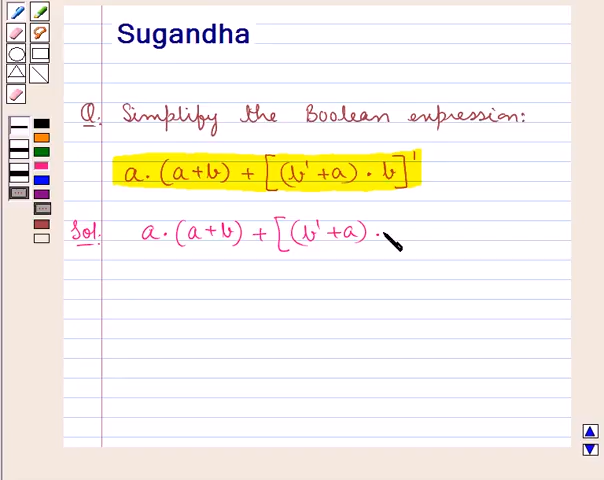 Sugandha
Q. Simplify the Boolean expression:
a·(a+b) + [(b'+a)·b]'
Sol. a·(a+b) + [(b'+a)·